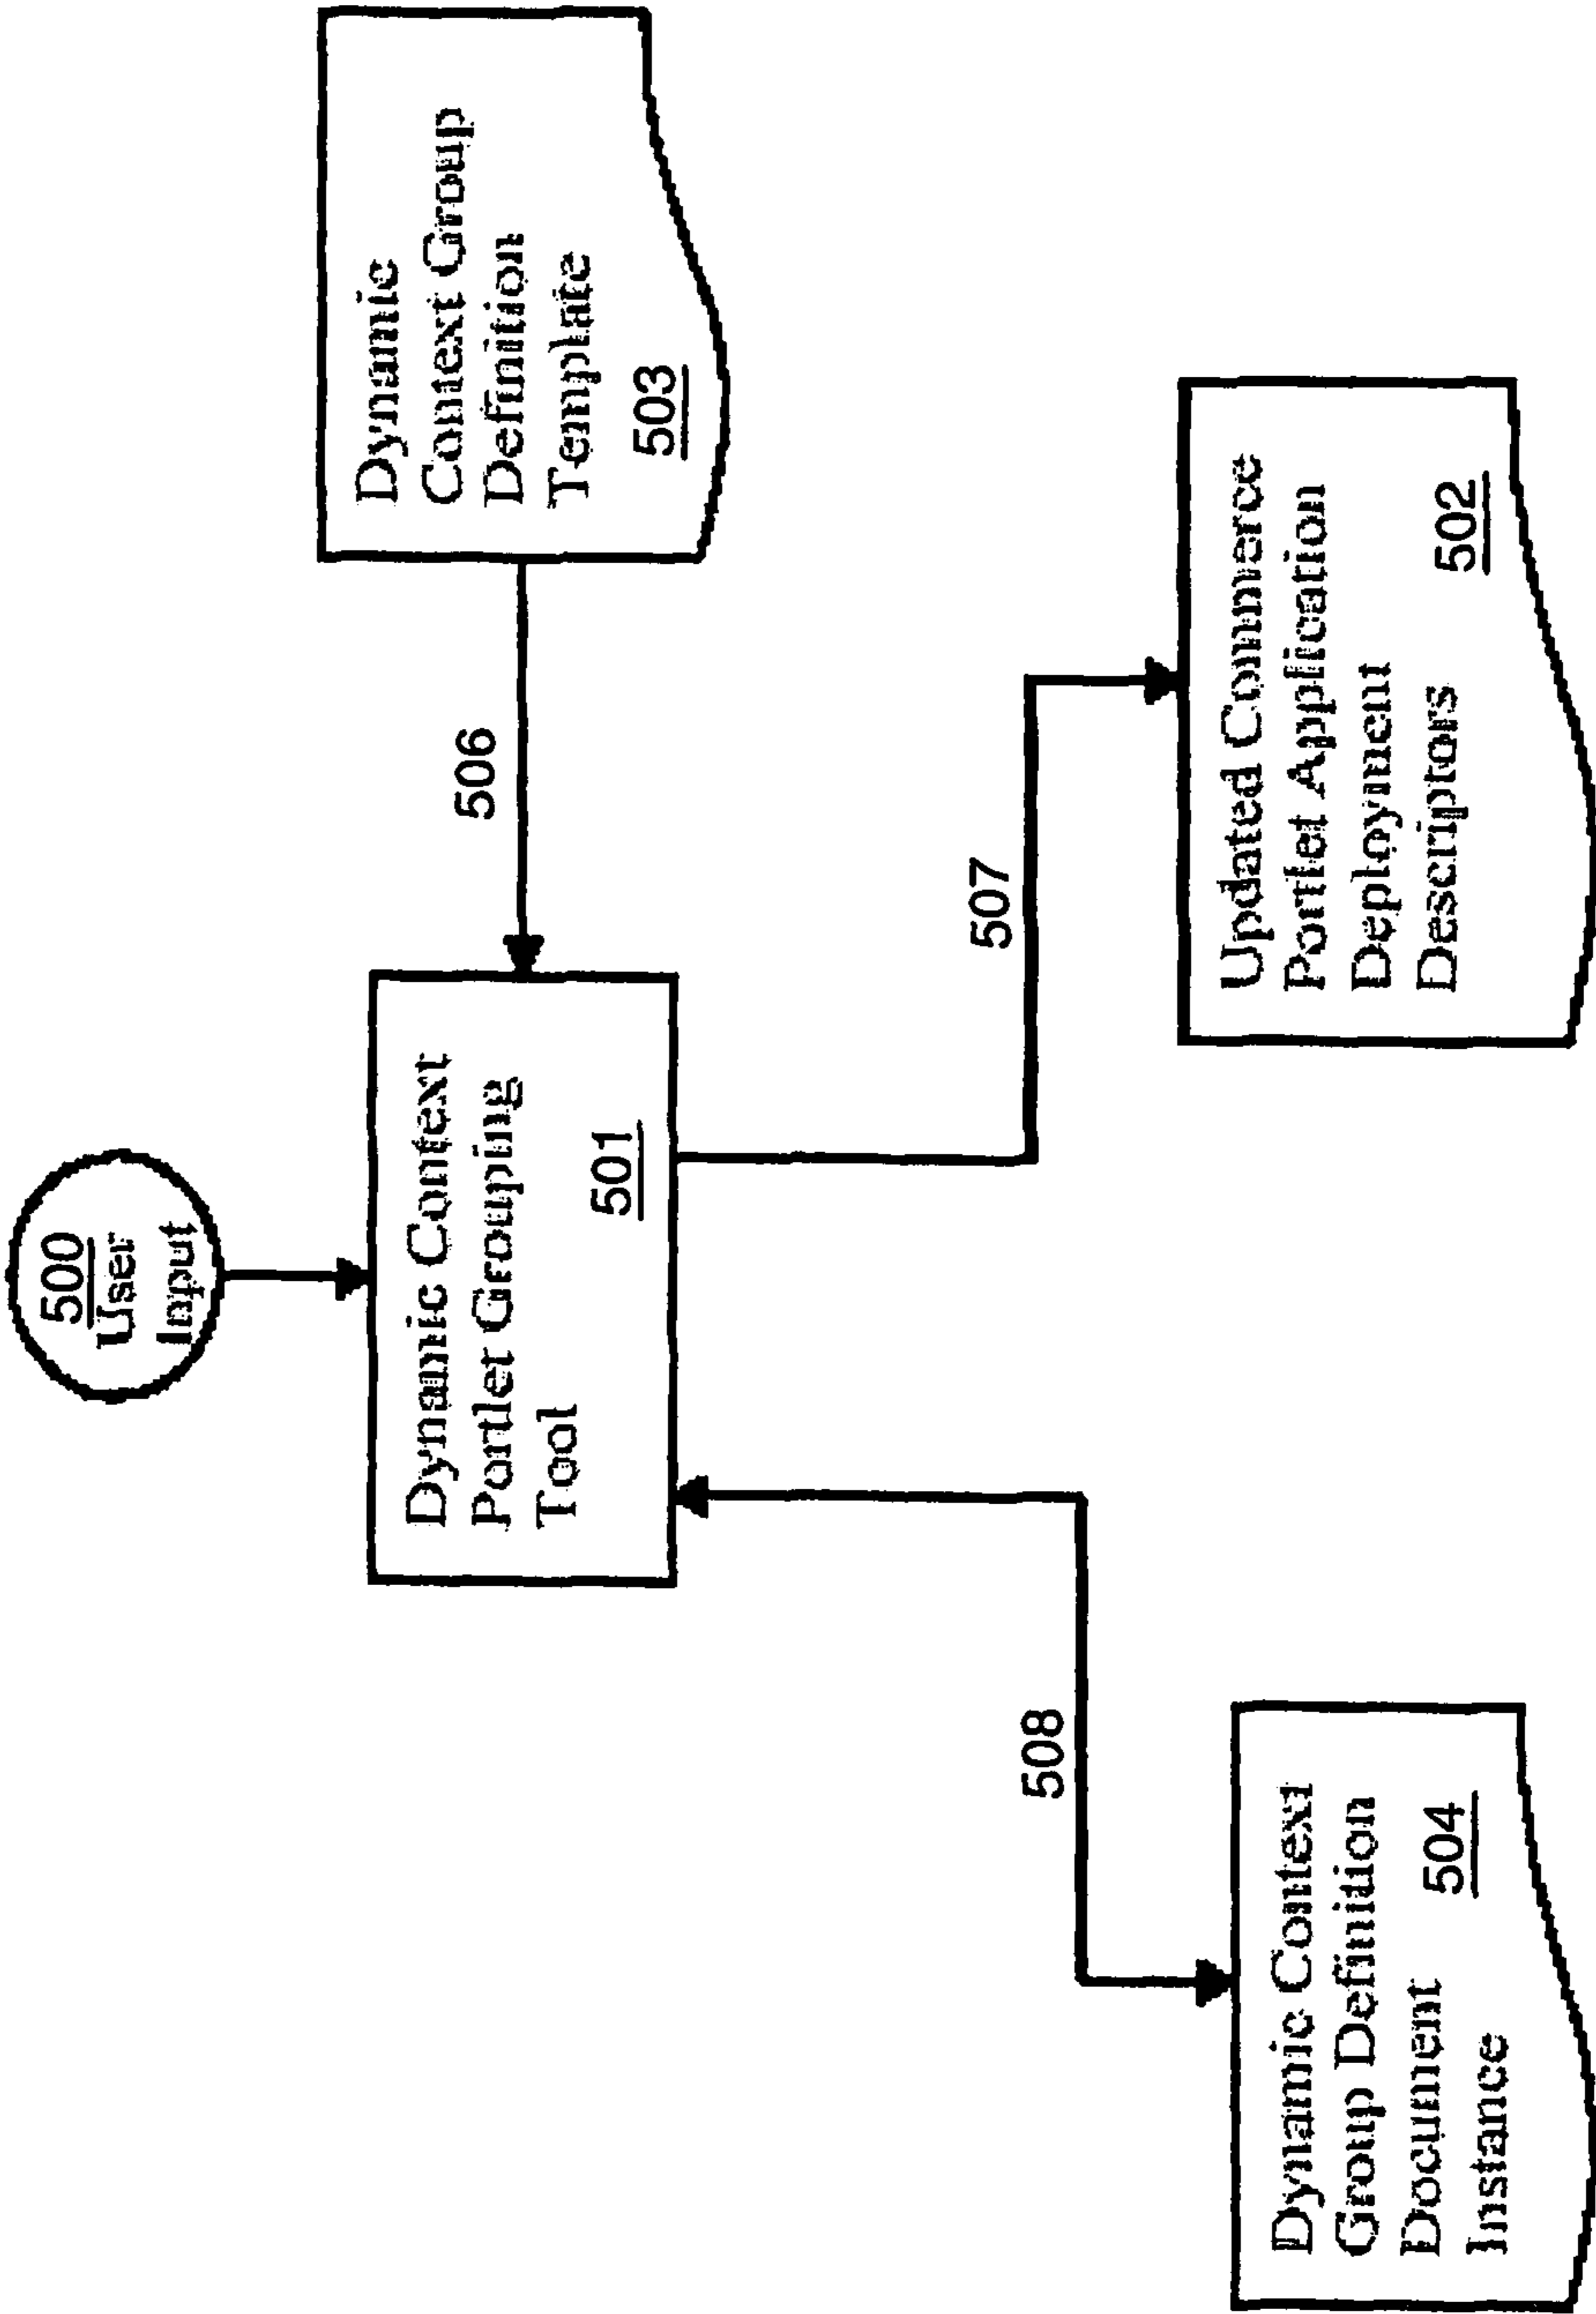 500
User
Input
Dynamic Context
Portlet Grouping
Tool
501
506
Dynamic
Context Group
Definition
Template
503
508
507
Dynamic Context
Group Definition
Document
Instance
504
Updated Commerce
Portlet Application
Deployment
Descriptors
502